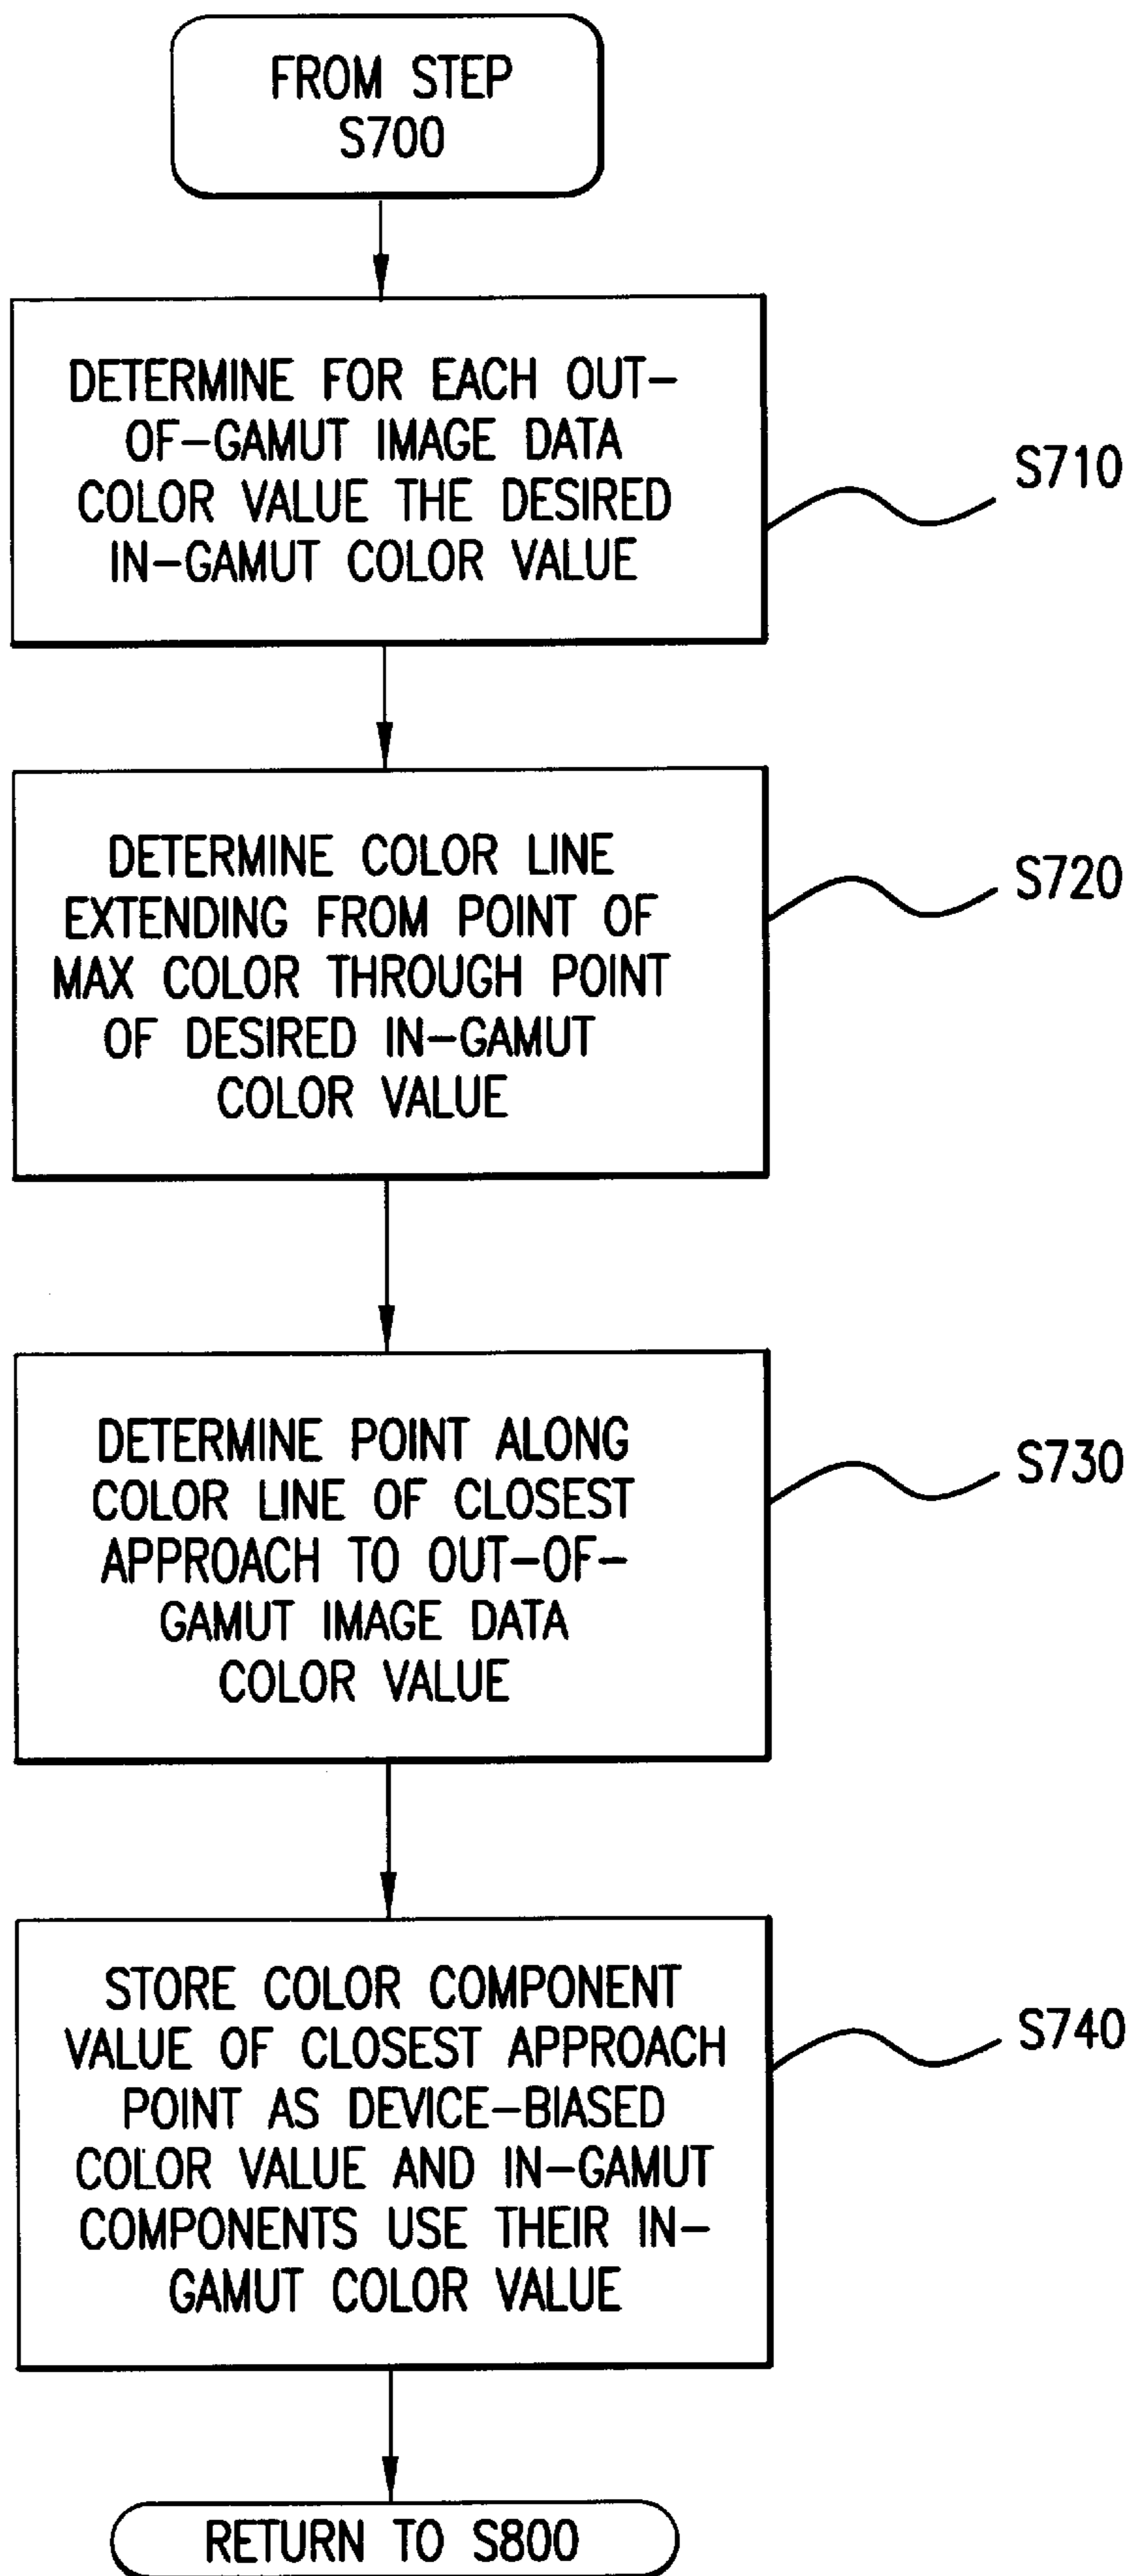 FROM STEP
S700
DETERMINE FOR EACH OUT-
OF-GAMUT IMAGE DATA
COLOR VALUE THE DESIRED
IN-GAMUT COLOR VALUE
S710
DETERMINE COLOR LINE
EXTENDING FROM POINT OF
MAX COLOR THROUGH POINT
OF DESIRED IN-GAMUT
COLOR VALUE
S720
DETERMINE POINT ALONG
COLOR LINE OF CLOSEST
APPROACH TO OUT-OF-
GAMUT IMAGE DATA
COLOR VALUE
S730
STORE COLOR COMPONENT
VALUE OF CLOSEST APPROACH
POINT AS DEVICE-BIASED
COLOR VALUE AND IN-GAMUT
COMPONENTS USE THEIR IN-
GAMUT COLOR VALUE
S740
RETURN TO S800